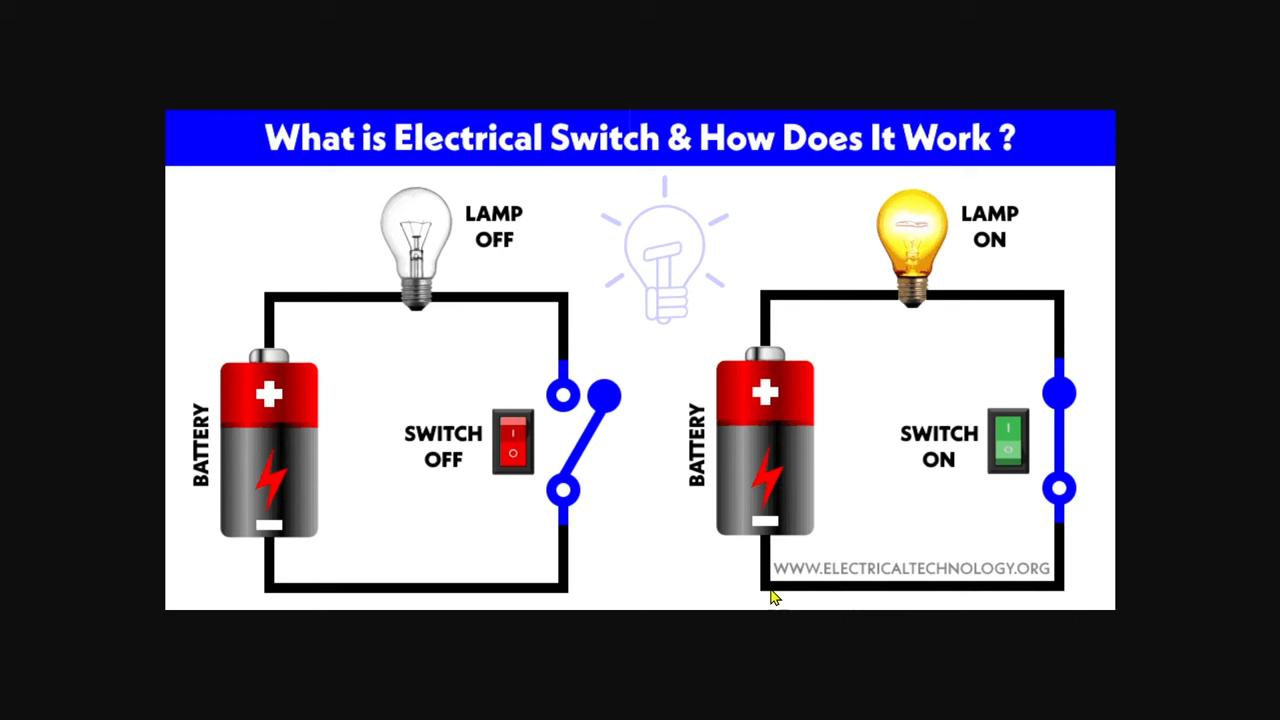 What is Electrical Switch & How Does It Work ?
LAMP
OFF
BATTERY
SWITCH
OFF
I
O
LAMP
ON
BATTERY
SWITCH
ON
I
O
WWW.ELECTRICALTECHNOLOGY.ORG